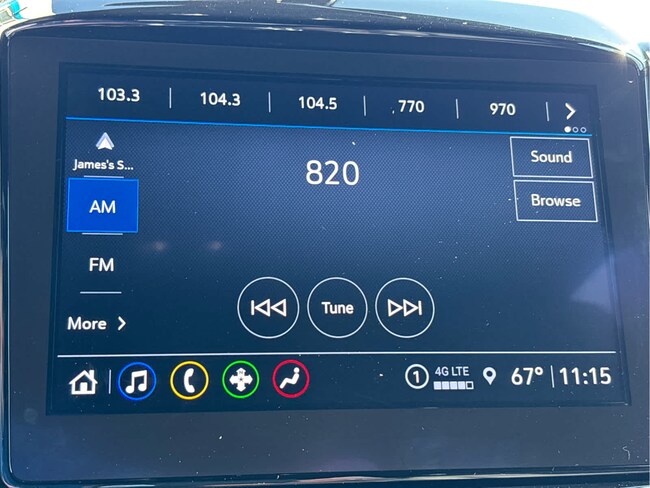 103.3 104.3 104.5 770 970
James's S...
820
Sound
AM
Browse
FM
Tune
More
1 4G LTE 67° 11:15